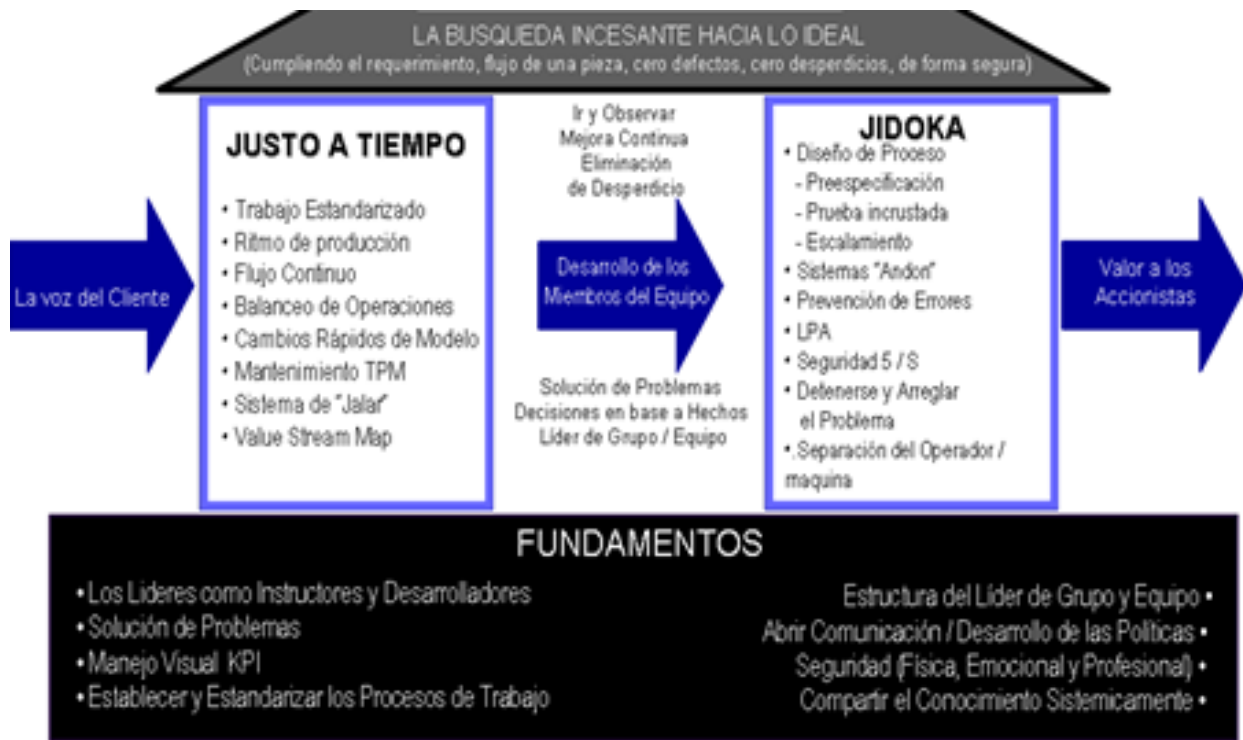 LA BUSQUEDA INCESANTE HACIA LO IDEAL
(Cumpliendo el requerimiento, flujo de una pieza, cero defectos, cero desperdicios, de forma segura)
La voz del Cliente
JUSTO A TIEMPO
• Trabajo Estandarizado
• Ritmo de producción
• Flujo Continuo
• Balanceo de Operaciones
• Cambios Rápidos de Modelo
• Mantenimiento TPM
• Sistema de "Jalar"
• Value Stream Map
Ir y Observar
Mejora Continua
Eliminación
de Desperdicio
Desarrollo de los
Miembros del Equipo
Solución de Problemas
Decisiones en base a Hechos
Líder de Grupo / Equipo
JIDOKA
• Diseño de Proceso
- Preespecificación
- Prueba incrustada
- Escalamiento
• Sistemas "Andon"
• Prevención de Errores
• LPA
• Seguridad 5 / S
• Detenerse y Arreglar
el Problema
•.Separación del Operador /
maquina
Valor a los
Accionistas
FUNDAMENTOS
• Los Lideres como Instructores y Desarrolladores
• Solución de Problemas
• Manejo Visual KPI
• Establecer y Estandarizar los Procesos de Trabajo
Estructura del Líder de Grupo y Equipo •
Abrir Comunicación / Desarrollo de las Políticas •
Seguridad (Física, Emocional y Profesional) •
Compartir el Conocimiento Sistemicamente •